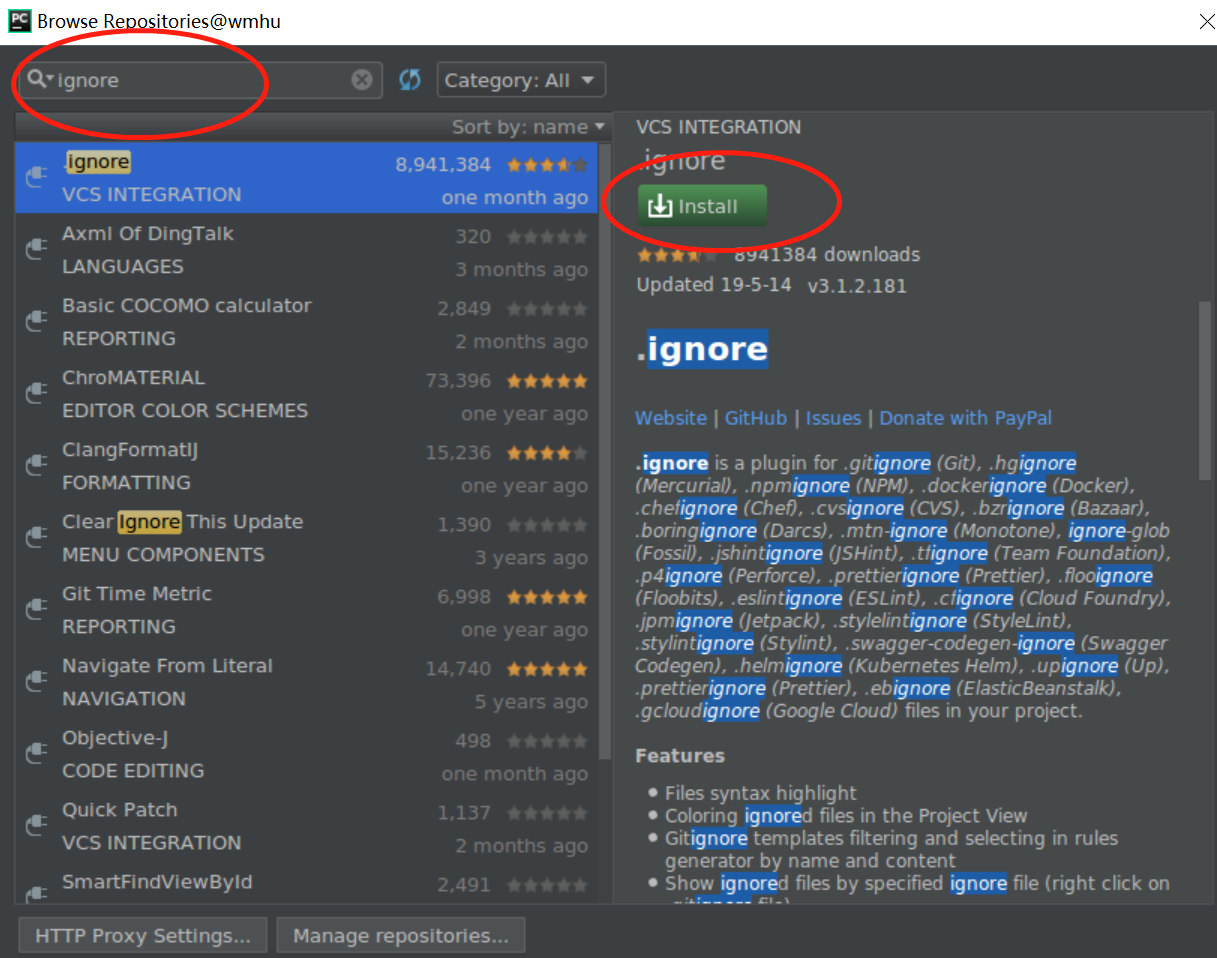 PC Browse Repositories@wmhu
ignore
Category: All
Sort by: name
.ignore 8,941,384
VCS INTEGRATION one month ago
Axml Of DingTalk 320
LANGUAGES 3 months ago
Basic COCOMO calculator 2,849
REPORTING 2 months ago
ChroMATERIAL 73,396
EDITOR COLOR SCHEMES one year ago
ClangFormatIJ 15,236
FORMATTING one year ago
Clear Ignore This Update 1,390
MENU COMPONENTS 3 years ago
Git Time Metric 6,998
REPORTING one year ago
Navigate From Literal 14,740
NAVIGATION 5 years ago
Objective-J 498
CODE EDITING one month ago
Quick Patch 1,137
VCS INTEGRATION 2 months ago
SmartFindViewById 2,491
VCS INTEGRATION
.ignore
Install
8941384 downloads
Updated 19-5-14 v3.1.2.181
.ignore
Website | GitHub | Issues | Donate with PayPal
.ignore is a plugin for .gitignore (Git), .hgignore
(Mercurial), .npmignore (NPM), .dockerignore (Docker),
.chefignore (Chef), .cvsignore (CVS), .bzrignore (Bazaar),
.boringignore (Darcs), .mtn-ignore (Monotone), ignore-glob
(Fossil), .jshintignore (JSHint), .tfignore (Team Foundation),
.p4ignore (Perforce), .prettierignore (Prettier), .flooignore
(Floobits), .eslintignore (ESLint), .cfignore (Cloud Foundry),
.jpmignore (Jetpack), .stylelintignore (StyleLint),
.stylintignore (Stylint), .swagger-codegen-ignore (Swagger
Codegen), .helmignore (Kubernetes Helm), .upignore (Up),
.prettierignore (Prettier), .ebignore (ElasticBeanstalk),
.gcloudignore (Google Cloud) files in your project.
Features
• Files syntax highlight
• Coloring ignored files in the Project View
• Gitignore templates filtering and selecting in rules
generator by name and content
• Show ignored files by specified ignore file (right click on
.gitignore file)
HTTP Proxy Settings...
Manage repositories...